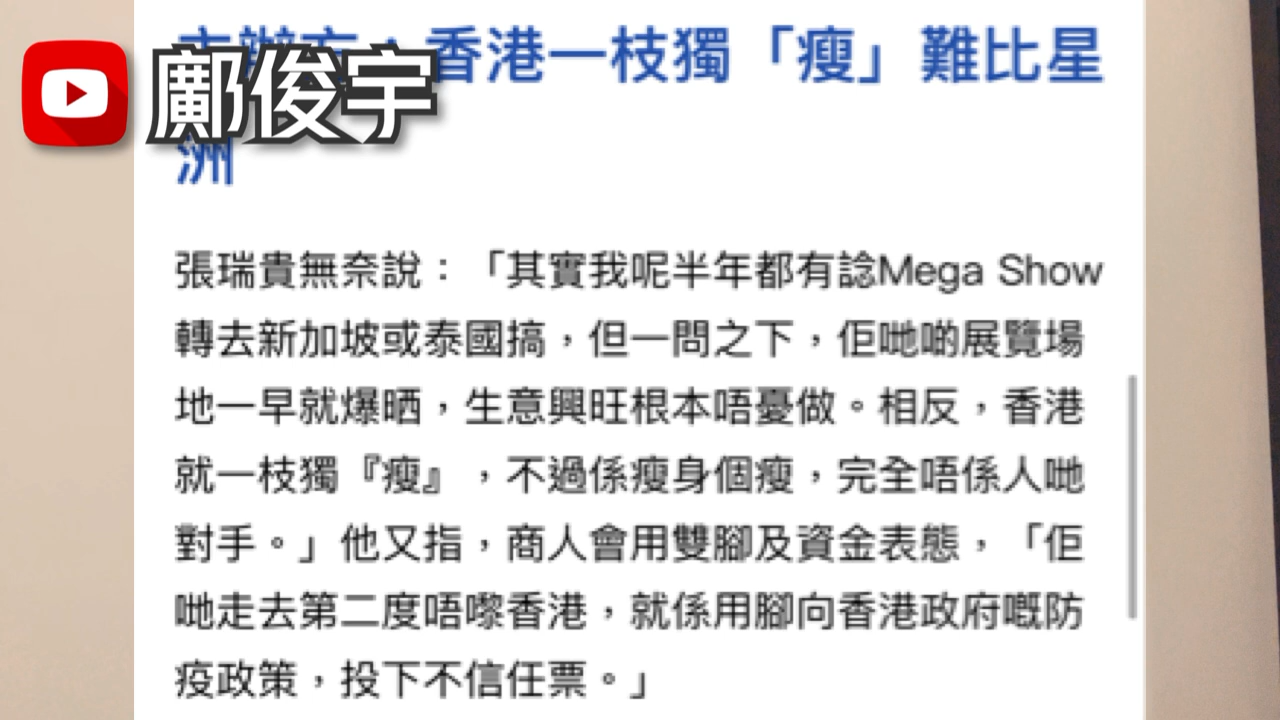 鄺俊宇
主辦方：香港一枝獨「瘦」難比星
洲
張瑞貴無奈說：「其實我呢半年都有諗Mega Show
轉去新加坡或泰國搞，但一問之下，佢哋啲展覽場
地一早就爆晒，生意興旺根本唔憂做。相反，香港
就一枝獨『瘦』，不過係瘦身個瘦，完全唔係人哋
對手。」他又指，商人會用雙腳及資金表態，「佢
哋走去第二度唔嚟香港，就係用腳向香港政府嘅防
疫政策，投下不信任票。」